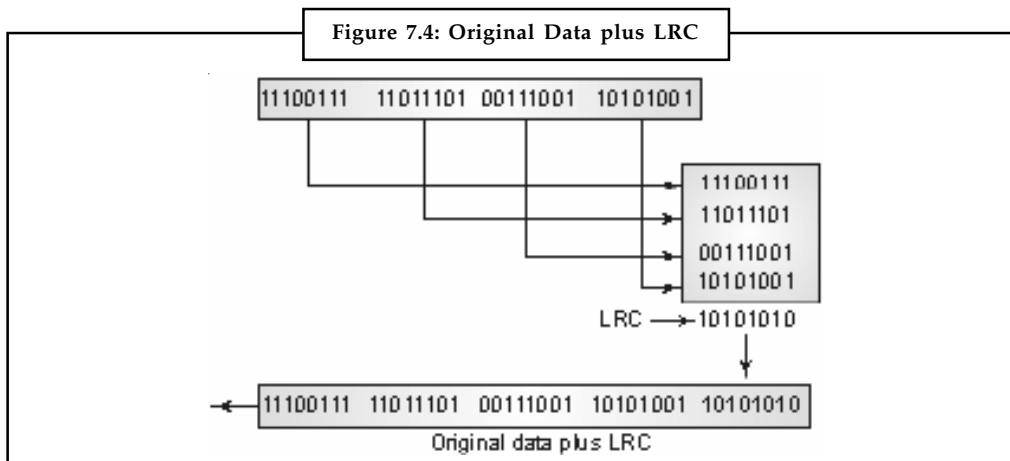 Figure 7.4: Original Data plus LRC
11100111 11011101 00111001 10101001
11100111
11011101
00111001
10101001
LRC 10101010
11100111 11011101 00111001 10101001 10101010
Original data plus LRC